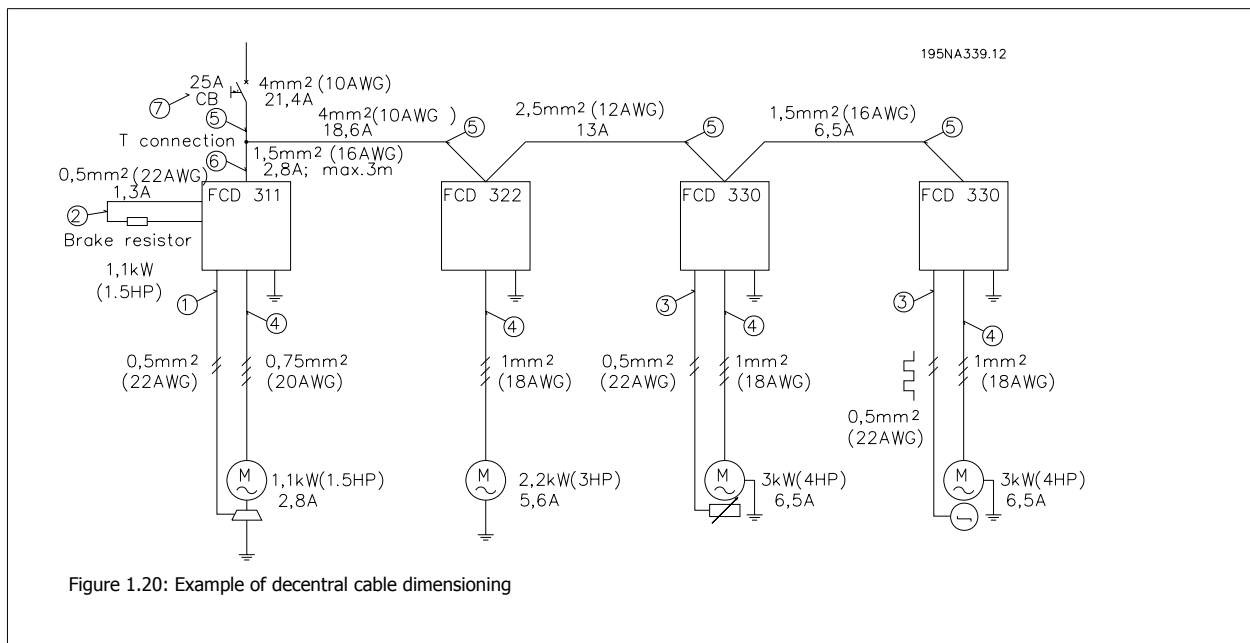 195NA339.12
25A
CB
4mm² (10AWG)
21,4A
7
5
4mm²(10AWG )
18,6A
5
2,5mm² (12AWG)
13A
5
1,5mm² (16AWG)
6,5A
5
T connection
6
1,5mm² (16AWG)
2,8A; max.3m
0,5mm² (22AWG)
1,3A
2
Brake resistor
FCD 311
FCD 322
FCD 330
FCD 330
1,1kW
(1.5HP)
1
4
4
3
4
3
4
0,5mm²
(22AWG)
0,75mm²
(20AWG)
1mm²
(18AWG)
0,5mm²
(22AWG)
1mm²
(18AWG)
0,5mm²
(22AWG)
1mm²
(18AWG)
M
1,1kW(1.5HP)
2,8A
M
2,2kW(3HP)
5,6A
M
3kW(4HP)
6,5A
M
3kW(4HP)
6,5A
Figure 1.20: Example of decentral cable dimensioning